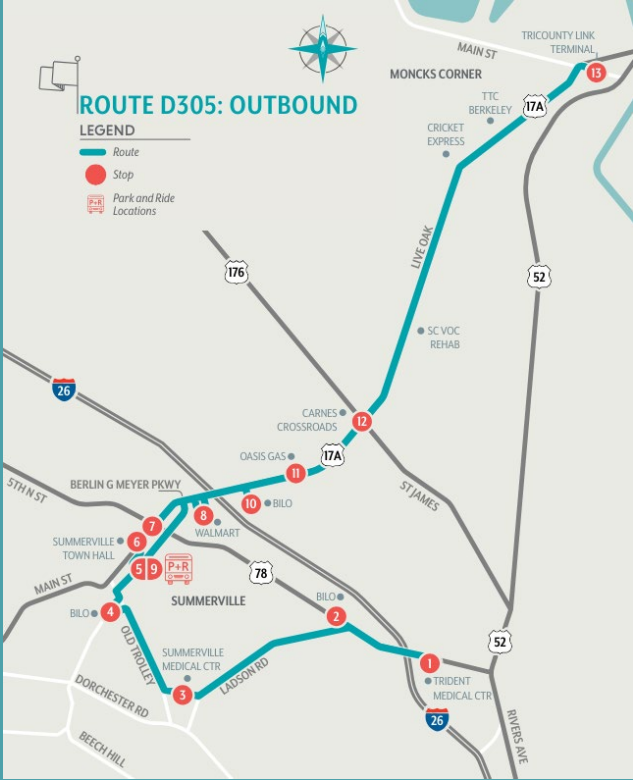 ROUTE D305: OUTBOUND
LEGEND
Route
Stop
P+R
Park and Ride
Locations
TRICOUNTY LINK
TERMINAL
MAIN ST
13
MONCKS CORNER
17A
TTC
BERKELEY
CRICKET
EXPRESS
LIVE OAK
176
52
SC VOC
REHAB
26
CARNES
CROSSROADS
12
17A
OASIS GAS
11
ST JAMES
BERLIN G MEYER PKWY
5TH N ST
10
BILO
8
WALMART
7
6
SUMMERVILLE
TOWN HALL
5
9
P+R
78
MAIN ST
SUMMERVILLE
BILO
4
BILO
2
52
OLD TROLLEY
SUMMERVILLE
MEDICAL CTR
LADSON RD
1
TRIDENT
MEDICAL CTR
3
DORCHESTER RD
26
RIVERS AVE
BEECH HILL